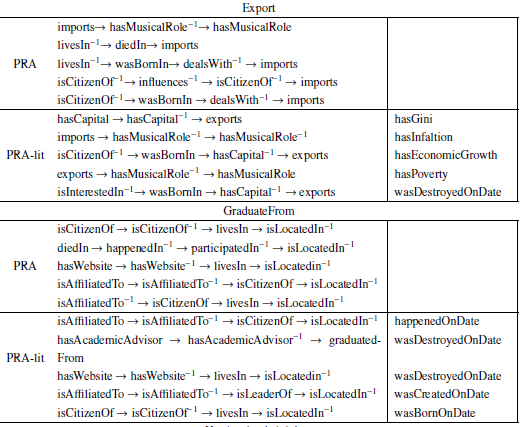 Export
imports→ hasMusicalRole⁻¹→ hasMusicalRole
livesIn⁻¹→ diedIn→ imports
PRA livesIn⁻¹→ wasBornIn→ dealsWith⁻¹ → imports
isCitizenOf⁻¹→ influences⁻¹ → isCitizenOf⁻¹ → imports
isCitizenOf⁻¹→ wasBornIn → dealsWith⁻¹ → imports
hasCapital → hasCapital⁻¹ → exports hasGini
imports → hasMusicalRole⁻¹ → hasMusicalRole⁻¹ hasInfaltion
PRA-lit isCitizenOf⁻¹ → wasBornIn → hasCapital⁻¹ → exports hasEconomicGrowth
exports → hasMusicalRole⁻¹ → hasMusicalRole hasPoverty
isInterestedIn⁻¹→ wasBornIn → hasCapital⁻¹ → exports wasDestroyedOnDate
GraduateFrom
isCitizenOf → isCitizenOf⁻¹ → livesIn → isLocatedIn⁻¹
diedIn → happenedIn⁻¹ → participatedIn⁻¹ → isLocatedIn⁻¹
PRA hasWebsite → hasWebsite⁻¹ → livesIn → isLocatedin⁻¹
isAffiliatedTo → isAffiliatedTo⁻¹ → isCitizenOf → isLocatedIn⁻¹
isAffiliatedTo⁻¹ → isCitizenOf → livesIn → isLocatedIn⁻¹
isAffiliatedTo → isAffiliatedTo⁻¹ → isCitizenOf → isLocatedIn⁻¹ happenedOnDate
hasAcademicAdvisor → hasAcademicAdvisor⁻¹ → graduated- wasDestroyedOnDate
PRA-lit From
hasWebsite → hasWebsite⁻¹ → livesIn → isLocatedin⁻¹ wasDestroyedOnDate
isAffiliatedTo → isAffiliatedTo⁻¹ → isLeaderOf → isLocatedIn⁻¹ wasCreatedOnDate
isCitizenOf → isCitizenOf⁻¹ → livesIn → isLocatedIn⁻¹ wasBornOnDate